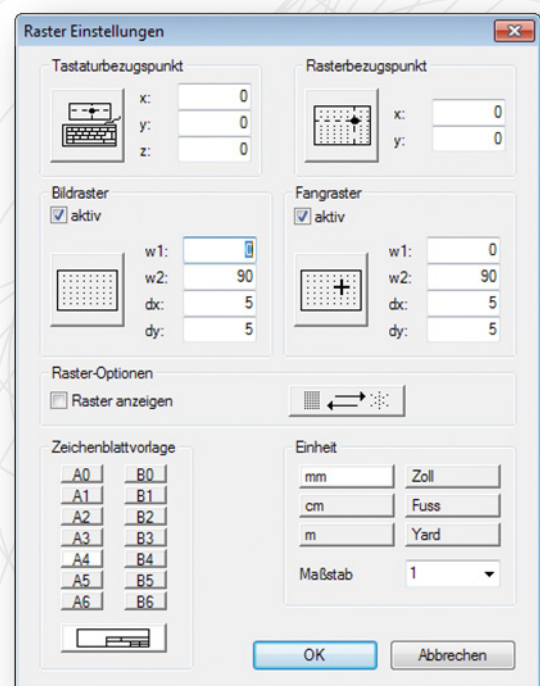 Raster Einstellungen
Tastaturbezugspunkt
x: 0
y: 0
z: 0
Rasterbezugspunkt
x: 0
y: 0
Bildraster
aktiv
w1: 0
w2: 90
dx: 5
dy: 5
Fangraster
aktiv
w1: 0
w2: 90
dx: 5
dy: 5
Raster-Optionen
Raster anzeigen
Zeichenblattvorlage
A0 B0
A1 B1
A2 B2
A3 B3
A4 B4
A5 B5
A6 B6
Einheit
mm Zoll
cm Fuss
m Yard
Maßstab 1
OK Abbrechen